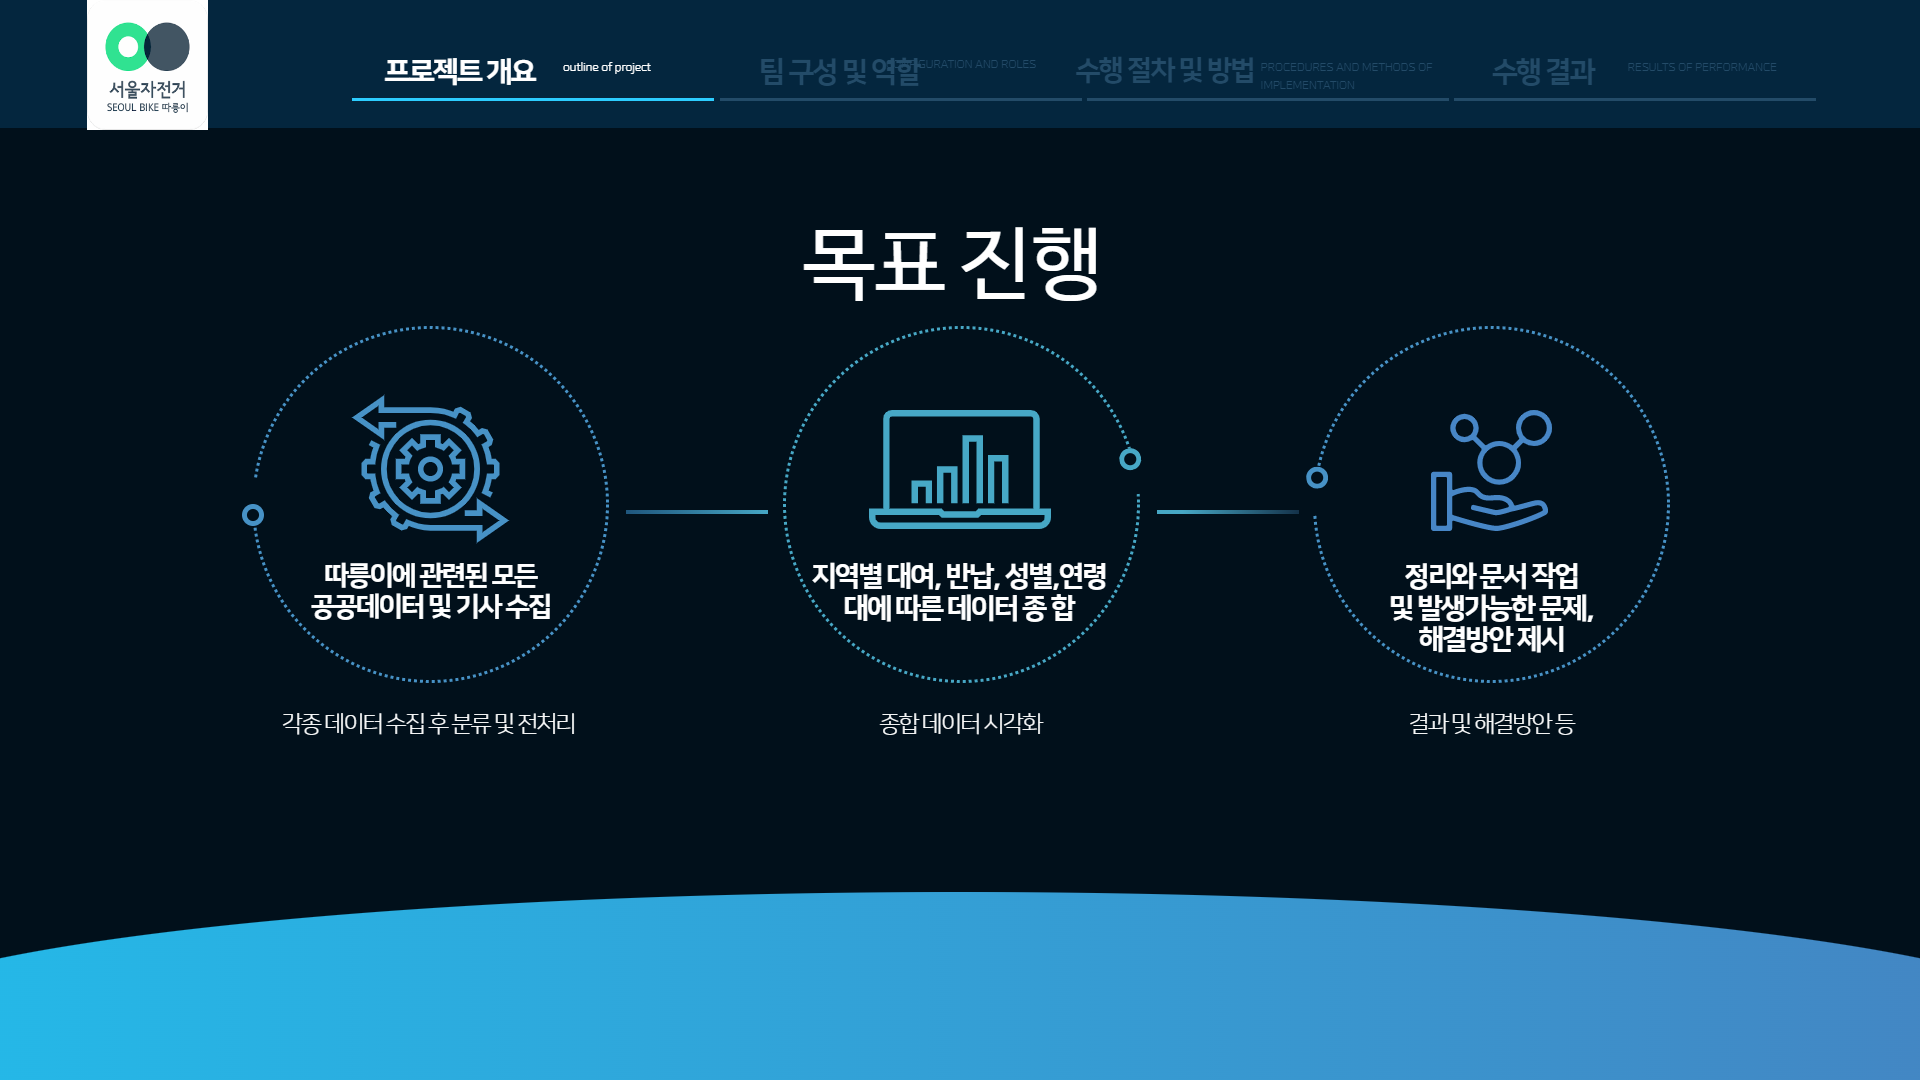 서울자전거
SEOUL BIKE 따릉이
프로젝트 개요
outline of project
팀 구성 및 역할
GURATION AND ROLES
수행 절차 및 방법
PROCEDURES AND METHODS OF
IMPLEMENTATION
수행 결과
RESULTS OF PERFORMANCE
목표 진행
따릉이에 관련된 모든
공공데이터 및 기사 수집
각종 데이터 수집 후 분류 및 전처리
지역별 대여, 반납, 성별,연령
대에 따른 데이터 종 합
종합 데이터 시각화
정리와 문서 작업
및 발생가능한 문제,
해결방안 제시
결과 및 해결방안 등